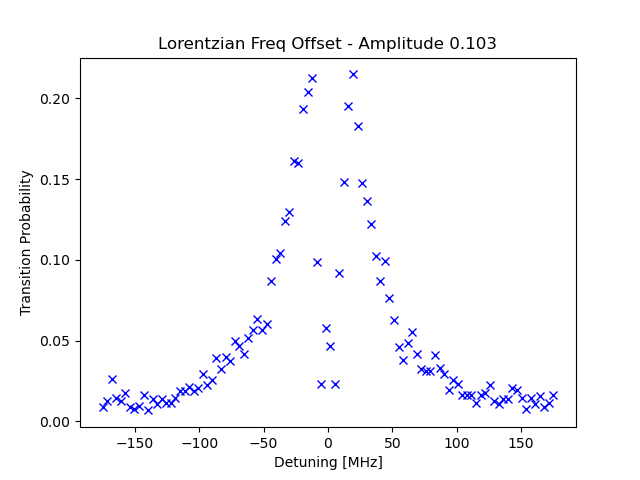 Lorentzian Freq Offset - Amplitude 0.103
0.20
0.15
0.10
0.05
0.00
Transition Probability
−150 −100 −50 0 50 100 150
Detuning [MHz]